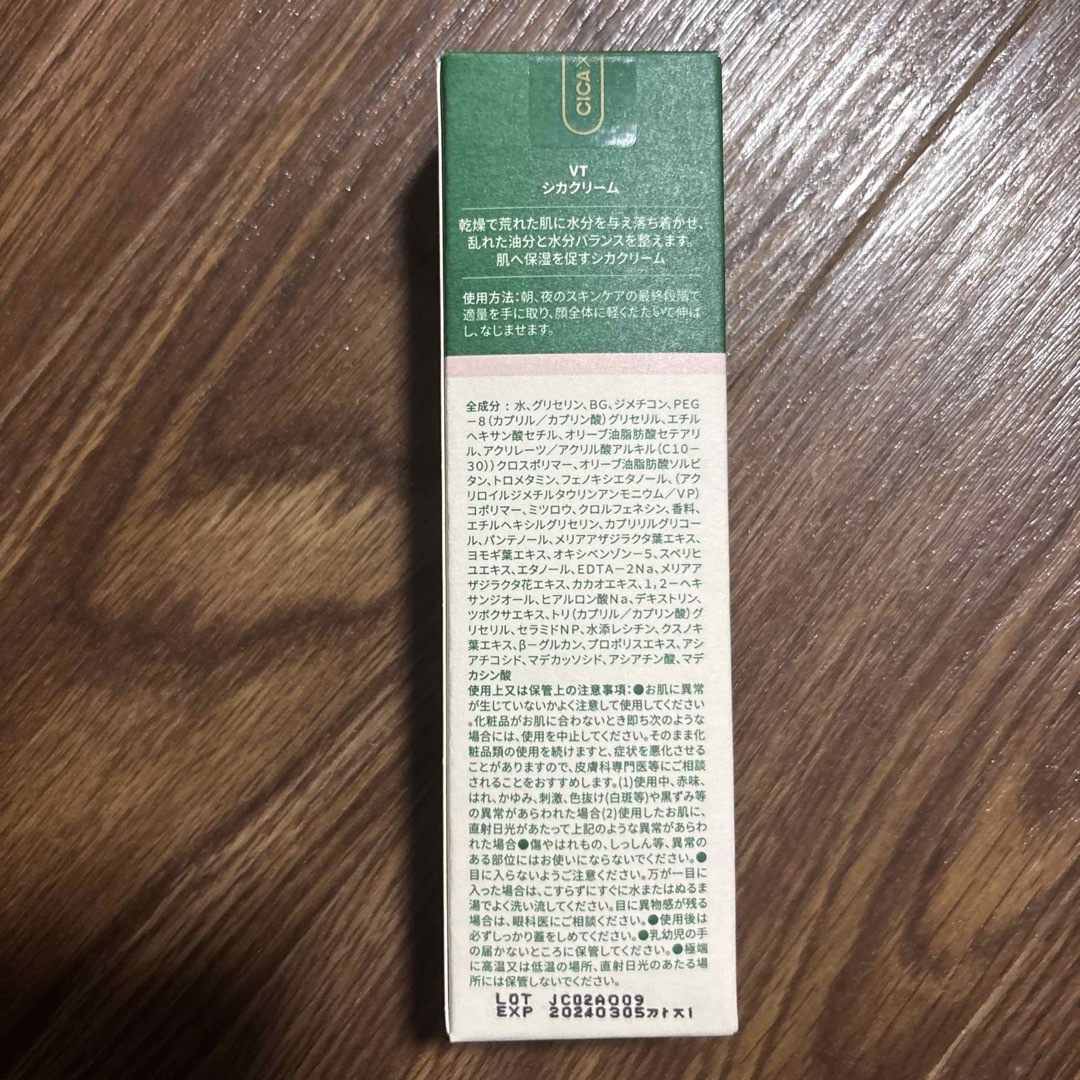 CICA×
VT
シカクリーム
乾燥で荒れた肌に水分を与え落ち着かせ、
乱れた油分と水分バランスを整えます。
肌へ保湿を促すシカクリーム
使用方法：朝、夜のスキンケアの最終段階で
適量を手に取り、顔全体に軽くたたいて伸ば
し、なじませます。
全成分 : 水、グリセリン、BG、ジメチコン、PEG
－8（カプリル／カプリン酸）グリセリル、エチル
ヘキサン酸セチル、オリーブ油脂肪酸セテアリ
ル、アクリレーツ／アクリル酸アルキル（C10－
30））クロスポリマー、オリーブ油脂肪酸ソルビ
タン、トロメタミン、フェノキシエタノール、（アク
リロイルジメチルタウリンアンモニウム／VP）
コポリマー、ミツロウ、クロルフェネシン、香料、
エチルヘキシルグリセリン、カプリリルグリコー
ル、パンテノール、メリアアザジラクタ葉エキス、
ヨモギ葉エキス、オキシベンゾン－5、スベリヒ
ユエキス、エタノール、EDTA－2Na、メリアア
ザジラクタ花エキス、カカオエキス、1，2－ヘキ
サンジオール、ヒアルロン酸Na、デキストリン、
ツボクサエキス、トリ（カプリル／カプリン酸）グ
リセリル、セラミドNP、水添レシチン、クスノキ
葉エキス、β－グルカン、プロポリスエキス、アシ
アチコシド、マデカッソシド、アシアチン酸、マデ
カシン酸
使用上又は保管上の注意事項：●お肌に異常
が生じていないかよく注意して使用してください
。化粧品がお肌に合わないとき即ち次のような
場合には、使用を中止してください。そのまま化
粧品類の使用を続けますと、症状を悪化させる
ことがありますので、皮膚科専門医等にご相談
されることをおすすめします。(1)使用中、赤味、
はれ、かゆみ、刺激、色抜け(白斑等)や黒ずみ等
の異常があらわれた場合(2)使用したお肌に、
直射日光があたって上記のような異常があらわ
れた場合●傷やはれもの、しっしん等、異常の
ある部位にはお使いにならないでください。●
目に入らないようご注意ください。万が一目に
入った場合は、こすらずにすぐに水またはぬるま
湯でよく洗い流してください。目に異物感が残る
場合は、眼科医にご相談ください。●使用後は
必ずしっかり蓋をしめてください。●乳幼児の手
の届かないところに保管してください。●極端
に高温又は低温の場所、直射日光のあたる場
所には保管しないでください。
LOT JC02A009
EXP 20240305까지